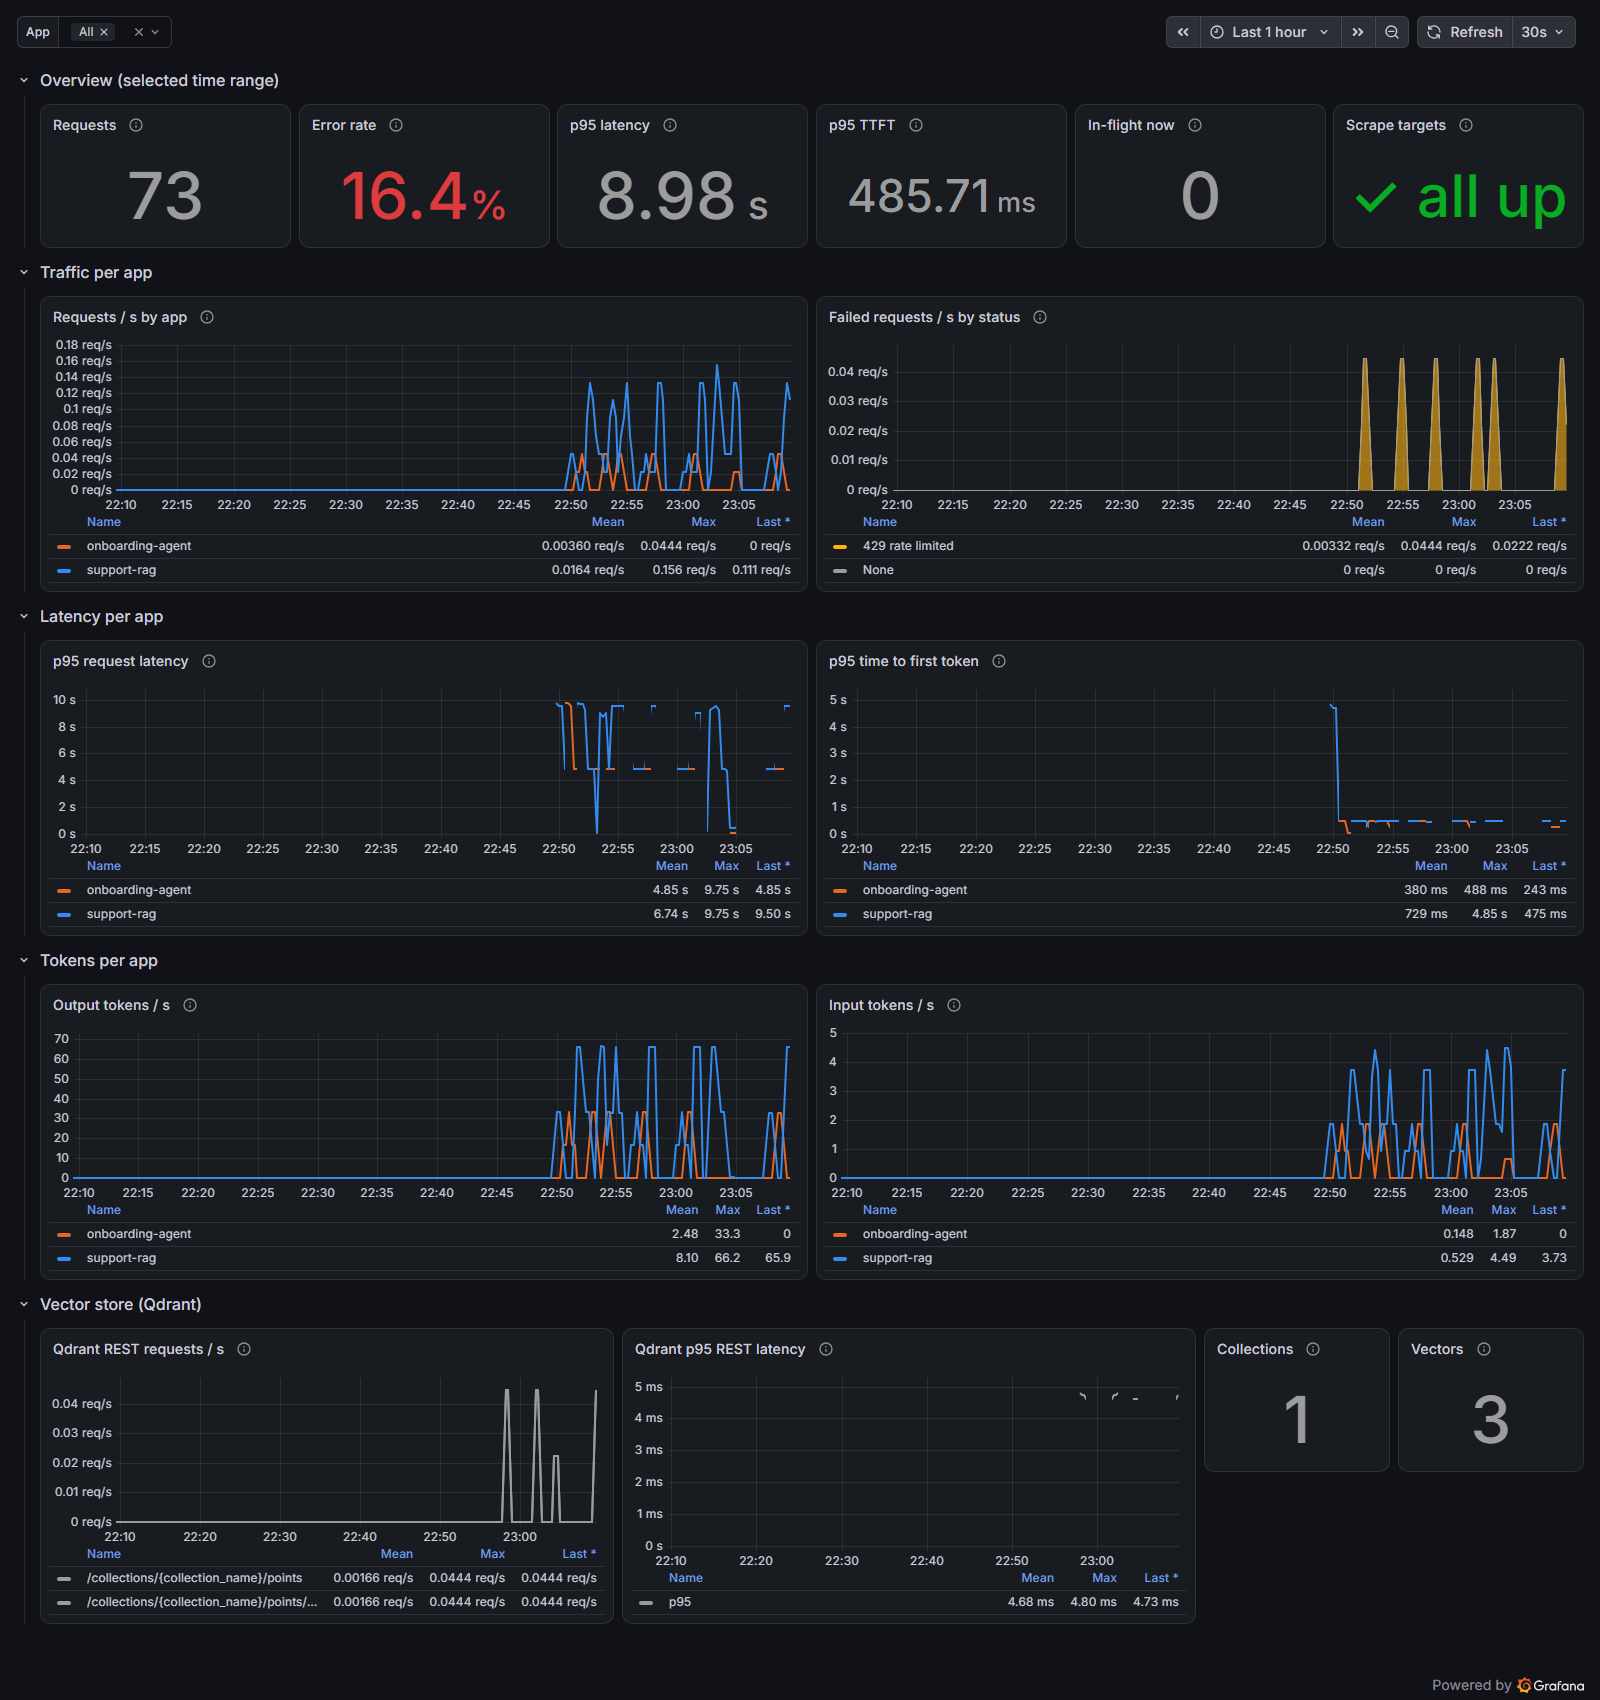 App All
Last 1 hour Refresh 30s
Overview (selected time range)
Requests Error rate p95 latency p95 TTFT In-flight now Scrape targets
73 16.4% 8.98 s 485.71 ms 0 all up
Traffic per app
Requests / s by app
0.18 req/s
0.16 req/s
0.14 req/s
0.12 req/s
0.1 req/s
0.08 req/s
0.06 req/s
0.04 req/s
0.02 req/s
0 req/s
22:10 22:15 22:20 22:25 22:30 22:35 22:40 22:45 22:50 22:55 23:00 23:05
Name Mean Max Last *
onboarding-agent 0.00360 req/s 0.0444 req/s 0 req/s
support-rag 0.0164 req/s 0.156 req/s 0.111 req/s
Failed requests / s by status
0.04 req/s
0.03 req/s
0.02 req/s
0.01 req/s
0 req/s
22:10 22:15 22:20 22:25 22:30 22:35 22:40 22:45 22:50 22:55 23:00 23:05
Name Mean Max Last *
429 rate limited 0.00332 req/s 0.0444 req/s 0.0222 req/s
None 0 req/s 0 req/s 0 req/s
Latency per app
p95 request latency
10 s
8 s
6 s
4 s
2 s
0 s
22:10 22:15 22:20 22:25 22:30 22:35 22:40 22:45 22:50 22:55 23:00 23:05
Name Mean Max Last *
onboarding-agent 4.85 s 9.75 s 4.85 s
support-rag 6.74 s 9.75 s 9.50 s
p95 time to first token
5 s
4 s
3 s
2 s
1 s
0 s
22:10 22:15 22:20 22:25 22:30 22:35 22:40 22:45 22:50 22:55 23:00 23:05
Name Mean Max Last *
onboarding-agent 380 ms 488 ms 243 ms
support-rag 729 ms 4.85 s 475 ms
Tokens per app
Output tokens / s
70
60
50
40
30
20
10
0
22:10 22:15 22:20 22:25 22:30 22:35 22:40 22:45 22:50 22:55 23:00 23:05
Name Mean Max Last *
onboarding-agent 2.48 33.3 0
support-rag 8.10 66.2 65.9
Input tokens / s
5
4
3
2
1
0
22:10 22:15 22:20 22:25 22:30 22:35 22:40 22:45 22:50 22:55 23:00 23:05
Name Mean Max Last *
onboarding-agent 0.148 1.87 0
support-rag 0.529 4.49 3.73
Vector store (Qdrant)
Qdrant REST requests / s
0.04 req/s
0.03 req/s
0.02 req/s
0.01 req/s
0 req/s
22:10 22:20 22:30 22:40 22:50 23:00
Name Mean Max Last *
/collections/{collection_name}/points 0.00166 req/s 0.0444 req/s 0.0444 req/s
/collections/{collection_name}/points/... 0.00166 req/s 0.0444 req/s 0.0444 req/s
Qdrant p95 REST latency
5 ms
4 ms
3 ms
2 ms
1 ms
0 s
22:10 22:20 22:30 22:40 22:50 23:00
Name Mean Max Last *
p95 4.68 ms 4.80 ms 4.73 ms
Collections
1
Vectors
3
Powered by Grafana